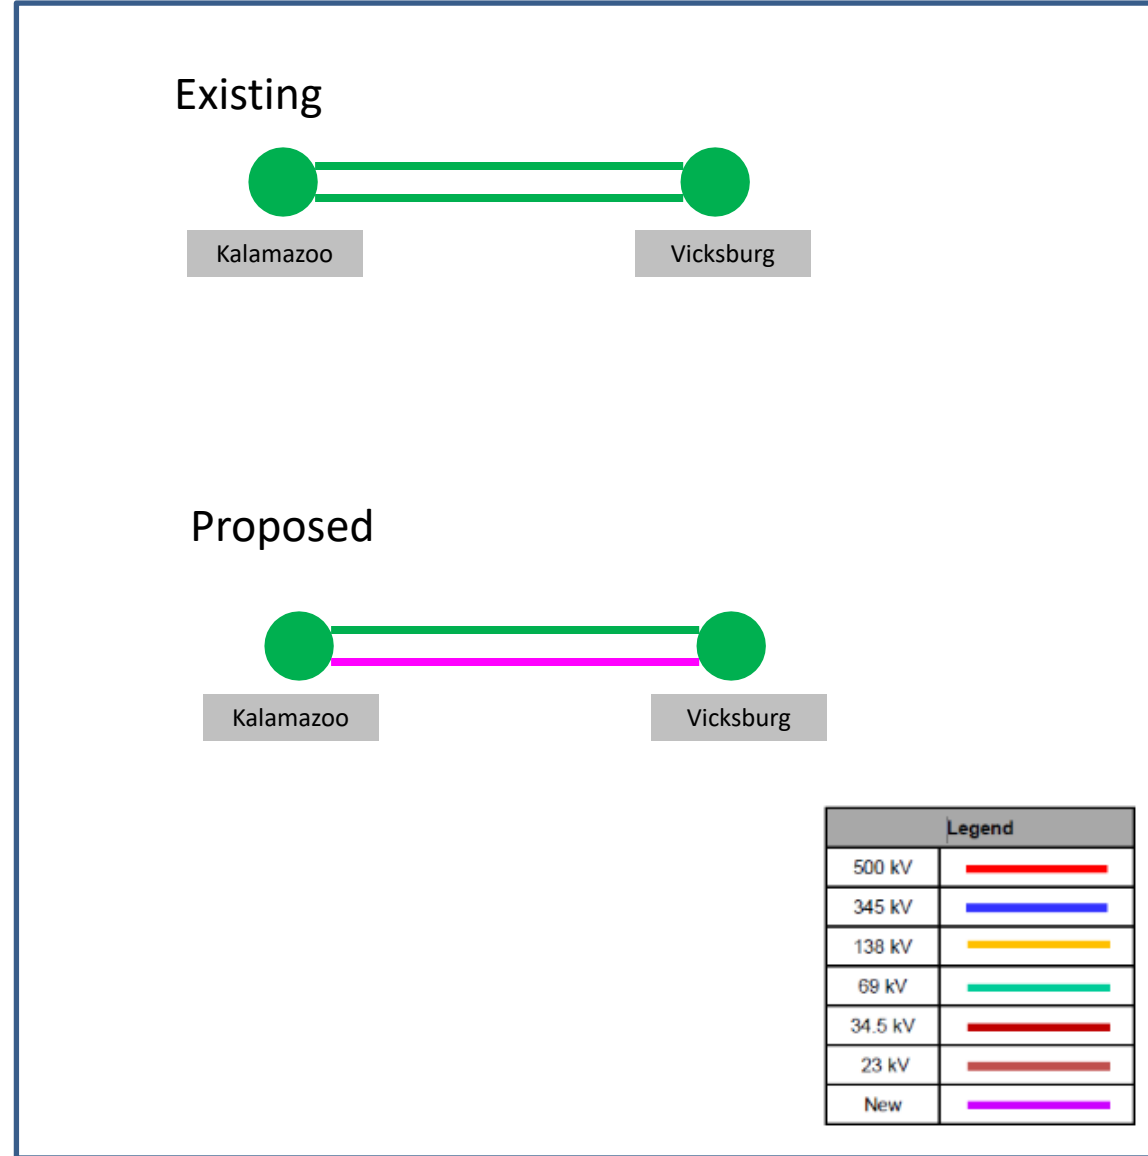 Existing
Kalamazoo
Vicksburg
Proposed
Kalamazoo
Vicksburg
Legend
500 kV
345 kV
138 kV
69 kV
34.5 kV
23 kV
New